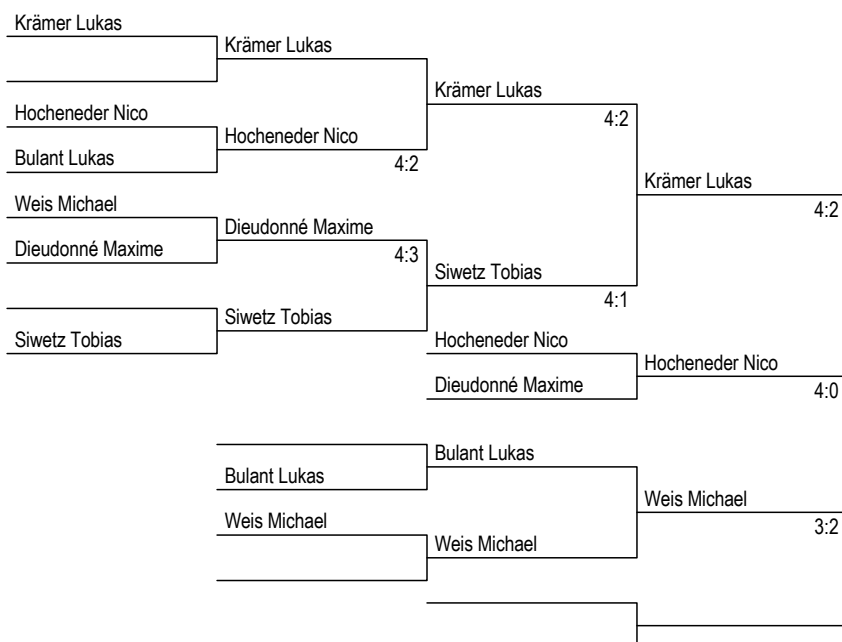 Krämer Lukas
Krämer Lukas
Krämer Lukas
4:2
Hocheneder Nico
Hocheneder Nico
4:2
Bulant Lukas
Krämer Lukas
4:2
Weis Michael
Dieudonné Maxime
4:3
Dieudonné Maxime
Siwetz Tobias
4:1
Siwetz Tobias
Siwetz Tobias
Hocheneder Nico
Hocheneder Nico
4:0
Dieudonné Maxime
Bulant Lukas
Bulant Lukas
Weis Michael
3:2
Weis Michael
Weis Michael